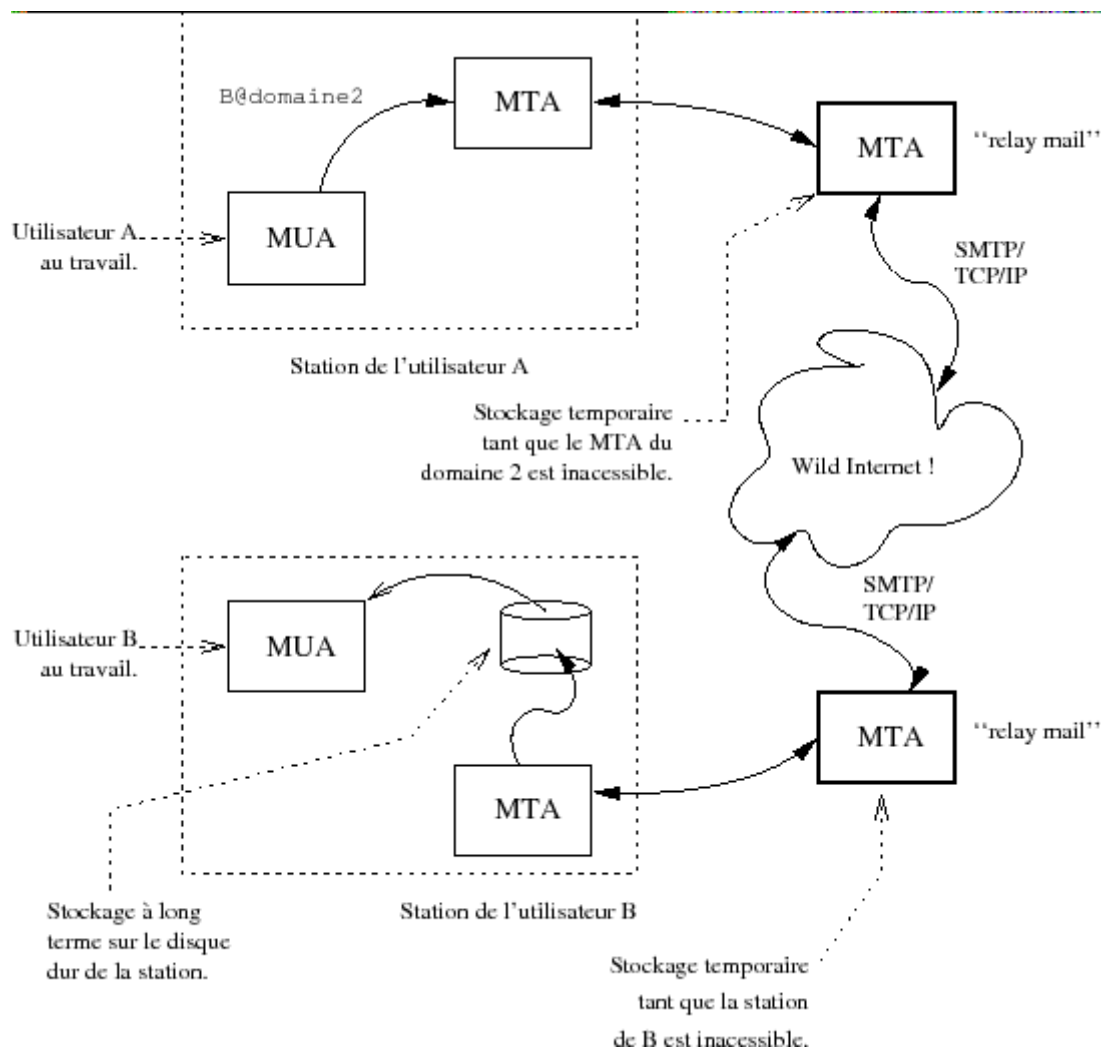 B@domaine2
MTA
MTA
‘‘relay mail’’
Utilisateur A
au travail.
MUA
SMTP/
TCP/IP
Station de l’utilisateur A
Stockage temporaire
tant que le MTA du
domaine 2 est inacessible.
Wild Internet !
SMTP/
TCP/IP
Utilisateur B
au travail.
MUA
MTA
‘‘relay mail’’
MTA
Stockage à long
terme sur le disque
dur de la station.
Station de l’utilisateur B
Stockage temporaire
tant que la station
de B est inacessible.